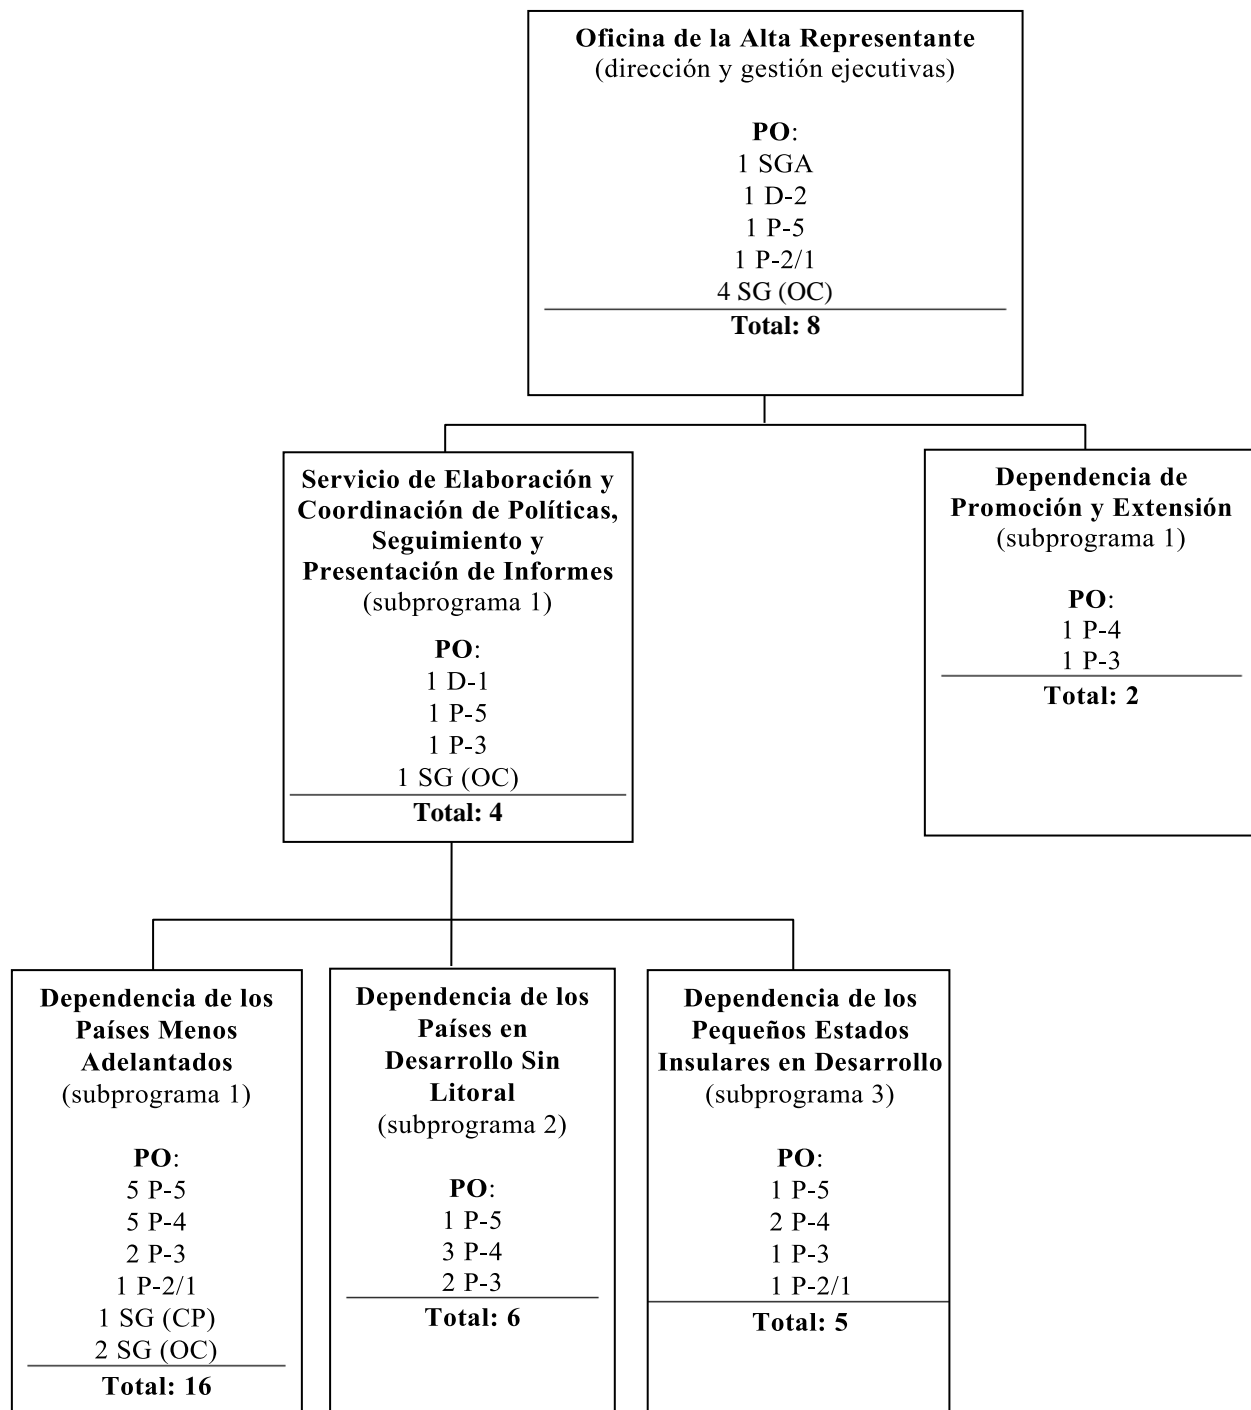 Oficina de la Alta Representante
(dirección y gestión ejecutivas)
PO:
1 SGA
1 D-2
1 P-5
1 P-2/1
4 SG (OC)
Total: 8
Servicio de Elaboración y
Coordinación de Políticas,
Seguimiento y
Presentación de Informes
(subprograma 1)
PO:
1 D-1
1 P-5
1 P-3
1 SG (OC)
Total: 4
Dependencia de
Promoción y Extensión
(subprograma 1)
PO:
1 P-4
1 P-3
Total: 2
Dependencia de los
Países Menos
Adelantados
(subprograma 1)
PO:
5 P-5
5 P-4
2 P-3
1 P-2/1
1 SG (CP)
2 SG (OC)
Total: 16
Dependencia de los
Países en
Desarrollo Sin
Litoral
(subprograma 2)
PO:
1 P-5
3 P-4
2 P-3
Total: 6
Dependencia de los
Pequeños Estados
Insulares en Desarrollo
(subprograma 3)
PO:
1 P-5
2 P-4
1 P-3
1 P-2/1
Total: 5